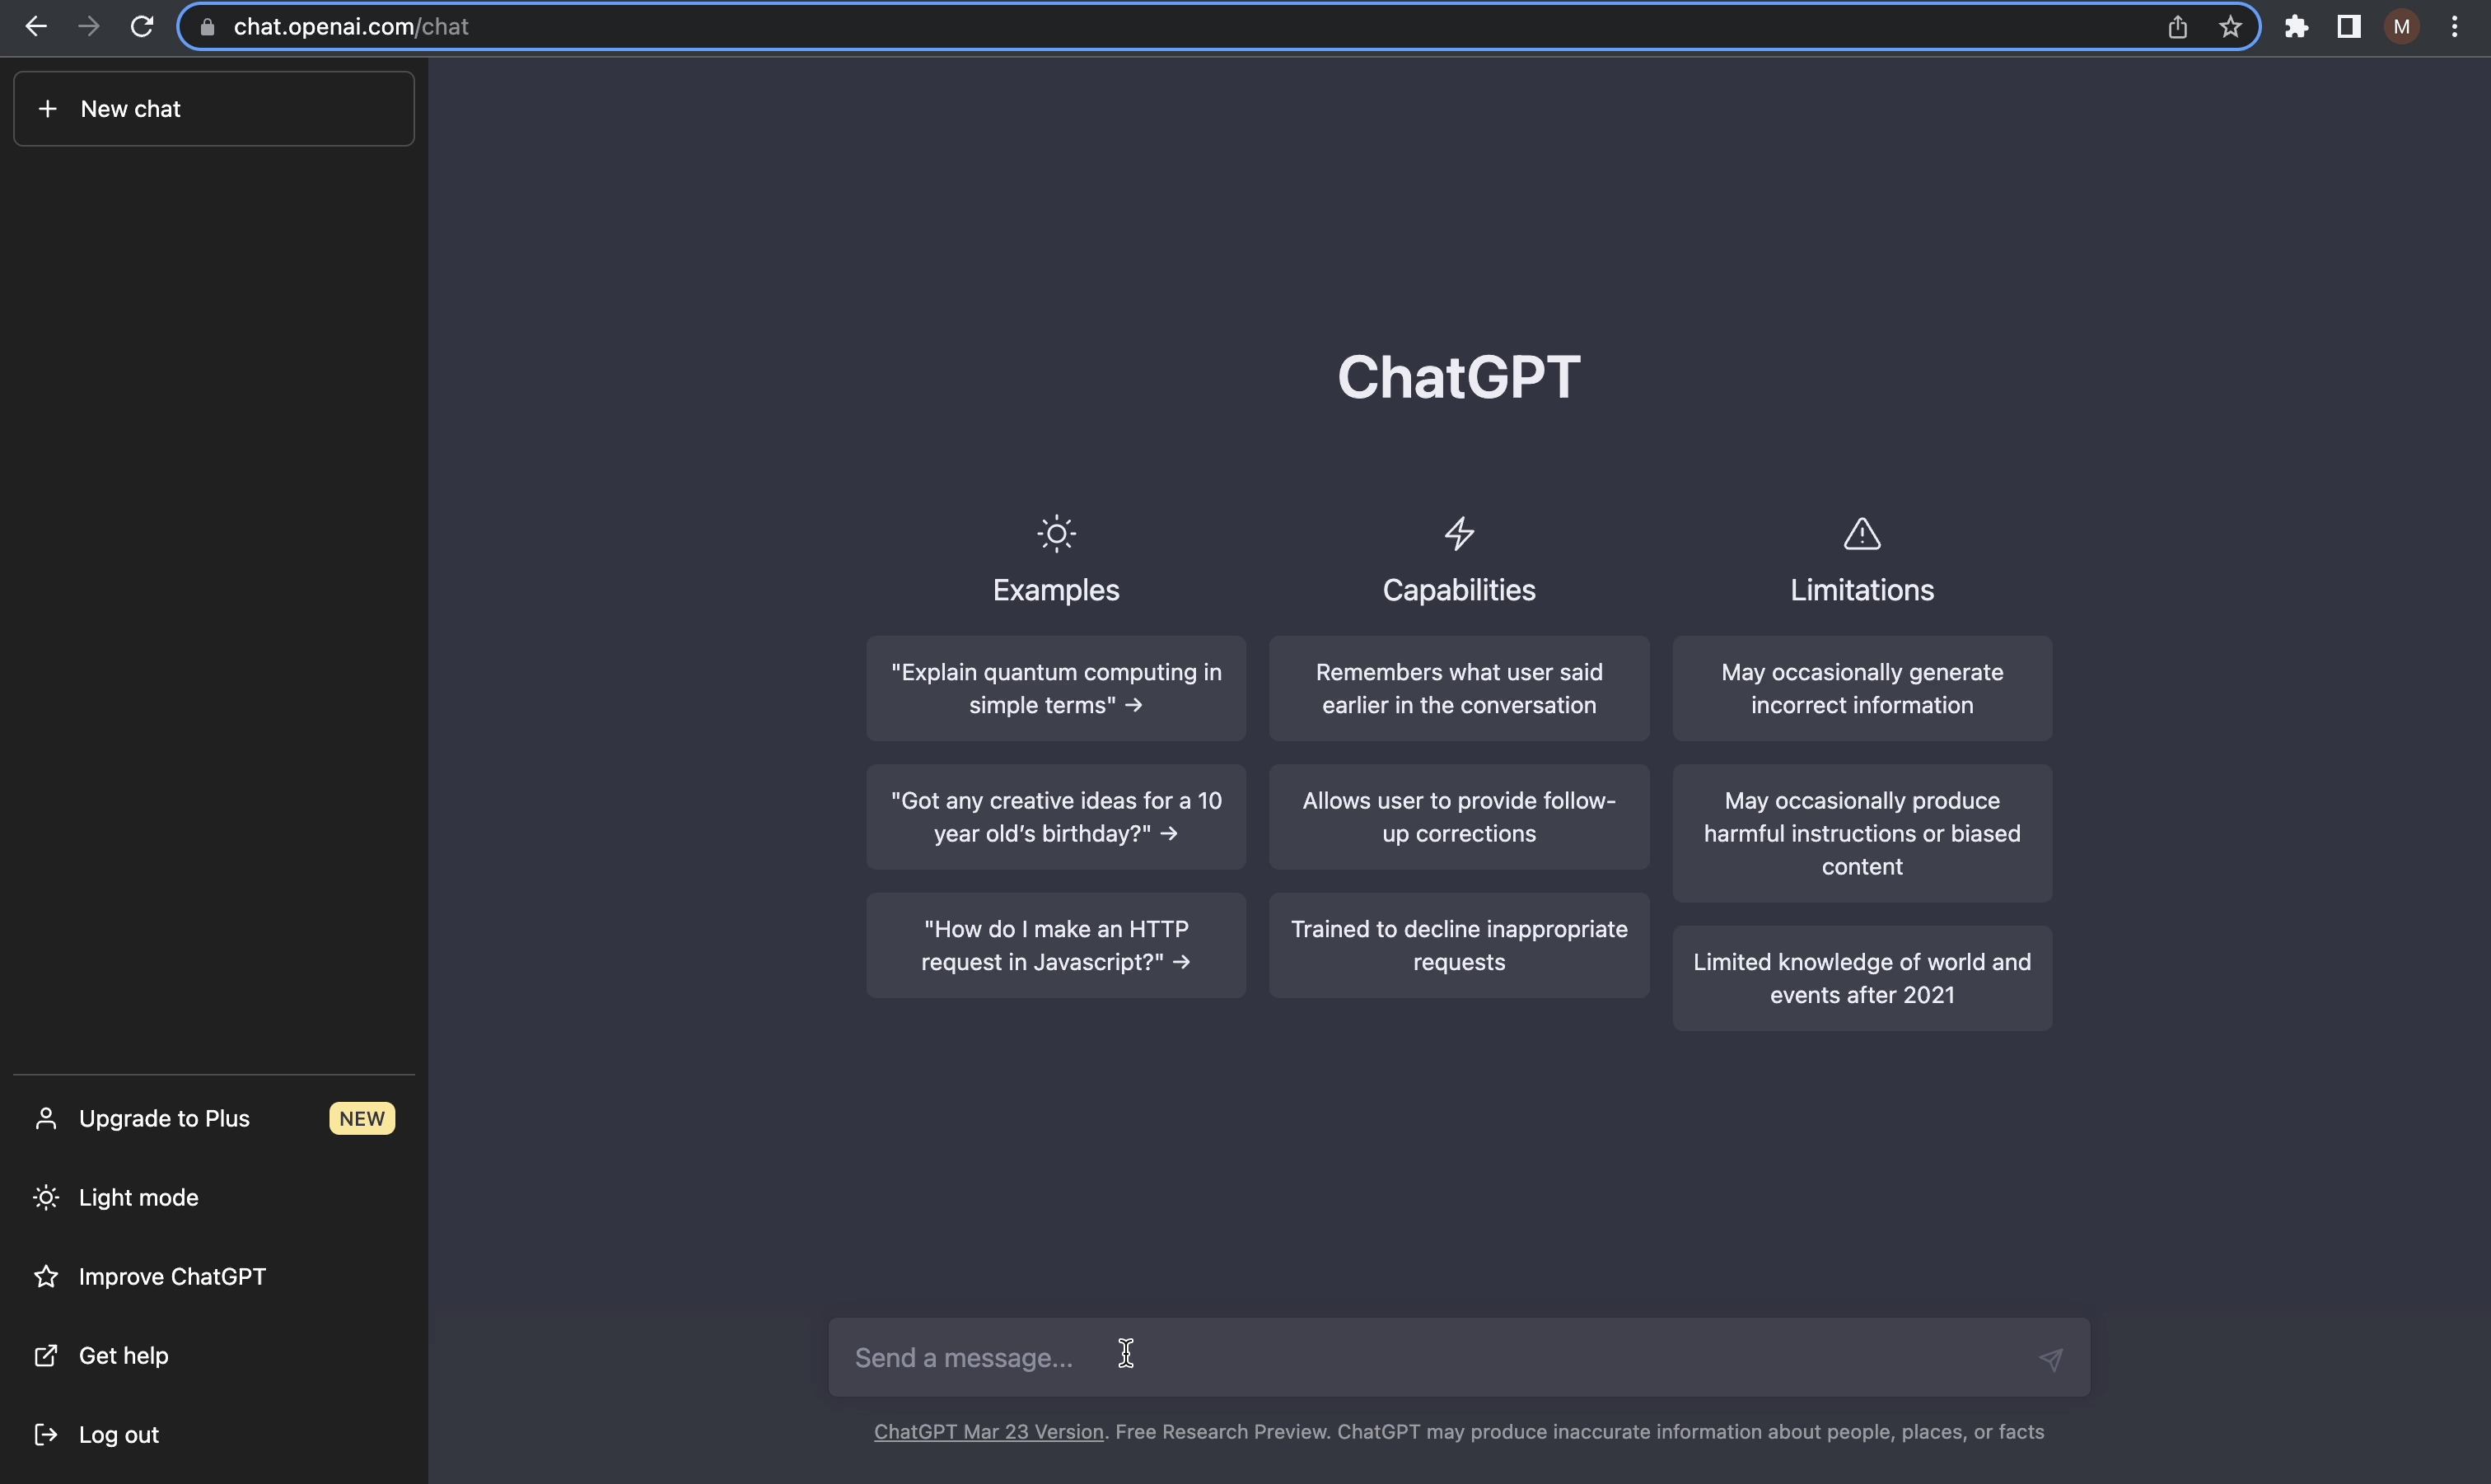 chat.openai.com/chat
M
+ New chat
ChatGPT
Examples
"Explain quantum computing in
simple terms" →
"Got any creative ideas for a 10
year old's birthday?" →
"How do I make an HTTP
request in Javascript?" →
Capabilities
Remembers what user said
earlier in the conversation
Allows user to provide follow-
up corrections
Trained to decline inappropriate
requests
Limitations
May occasionally generate
incorrect information
May occasionally produce
harmful instructions or biased
content
Limited knowledge of world and
events after 2021
Upgrade to Plus NEW
Light mode
Improve ChatGPT
Get help
Log out
Send a message...
ChatGPT Mar 23 Version. Free Research Preview. ChatGPT may produce inaccurate information about people, places, or facts